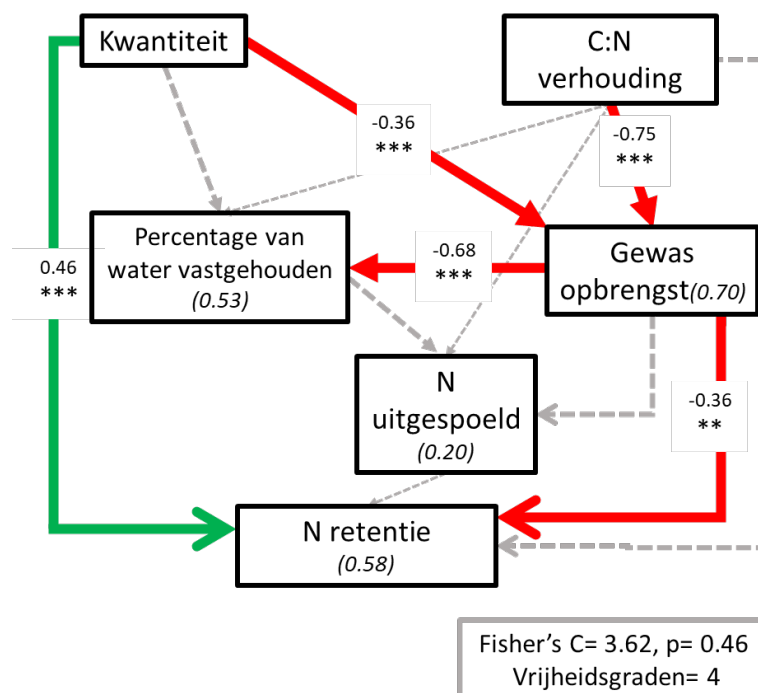 Kwantiteit
C:N
verhouding
-0.36
***
-0.75
***
Percentage van
water vastgehouden
(0.53)
-0.68
***
Gewas
opbrengst(0.70)
0.46
***
N
uitgespoeld
(0.20)
-0.36
**
N retentie
(0.58)
Fisher's C= 3.62, p= 0.46
Vrijheidsgraden= 4